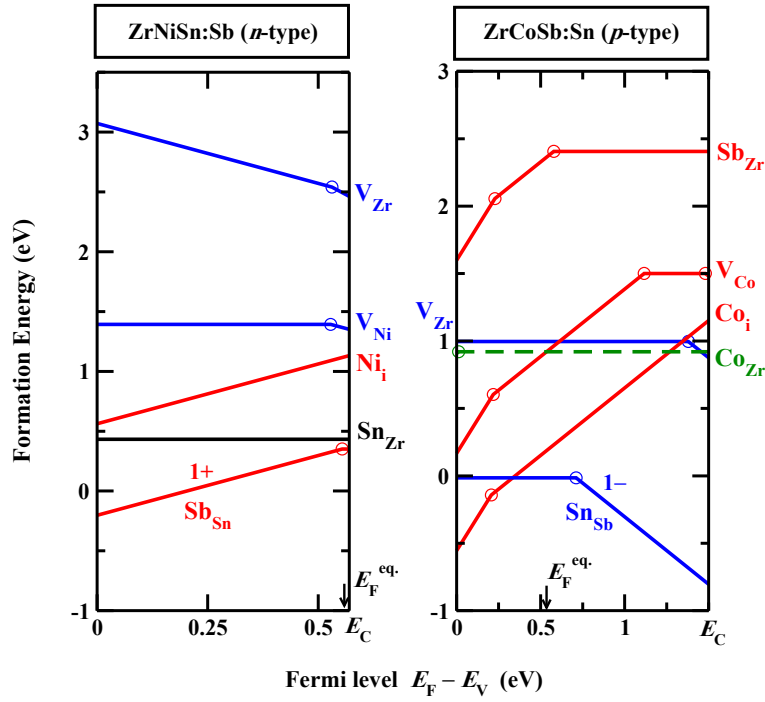 ZrNiSn:Sb (n-type)
ZrCoSb:Sn (p-type)
Formation Energy (eV)
3
2
1
0
-1
0
0.25
0.5
E_C
V_Zr
V_Ni
Ni_i
Sn_Zr
1+
Sb_Sn
E_F^eq.
3
2
1
0
-1
0
0.5
1
E_C
Sb_Zr
V_Co
V_Zr
Co_i
Co_Zr
1−
Sn_Sb
E_F^eq.
Fermi level E_F − E_V (eV)